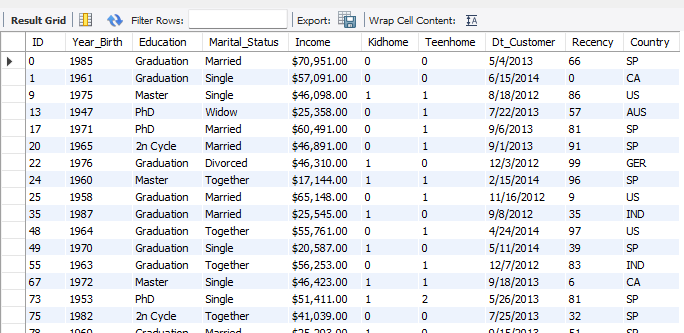 Result Grid Filter Rows: Export: Wrap Cell Content: IA
ID Year_Birth Education Marital_Status Income Kidhome Teenhome Dt_Customer Recency Country
0 1985 Graduation Married $70,951.00 0 0 5/4/2013 66 SP
1 1961 Graduation Single $57,091.00 0 0 6/15/2014 0 CA
9 1975 Master Single $46,098.00 1 1 8/18/2012 86 US
13 1947 PhD Widow $25,358.00 0 1 7/22/2013 57 AUS
17 1971 PhD Married $60,491.00 0 1 9/6/2013 81 SP
20 1965 2n Cycle Married $46,891.00 0 1 9/1/2013 91 SP
22 1976 Graduation Divorced $46,310.00 1 0 12/3/2012 99 GER
24 1960 Master Together $17,144.00 1 1 2/15/2014 96 SP
25 1958 Graduation Married $65,148.00 0 1 11/16/2012 9 US
35 1987 Graduation Married $25,545.00 1 0 9/8/2012 35 IND
48 1964 Graduation Together $55,761.00 0 1 4/24/2014 97 US
49 1970 Graduation Single $20,587.00 1 0 5/11/2014 39 SP
55 1963 Graduation Together $56,253.00 0 1 12/7/2012 83 IND
67 1972 Master Single $46,423.00 1 1 9/18/2013 6 CA
73 1953 PhD Single $51,411.00 1 2 5/26/2013 81 SP
75 1982 2n Cycle Together $41,039.00 0 0 7/25/2013 32 SP